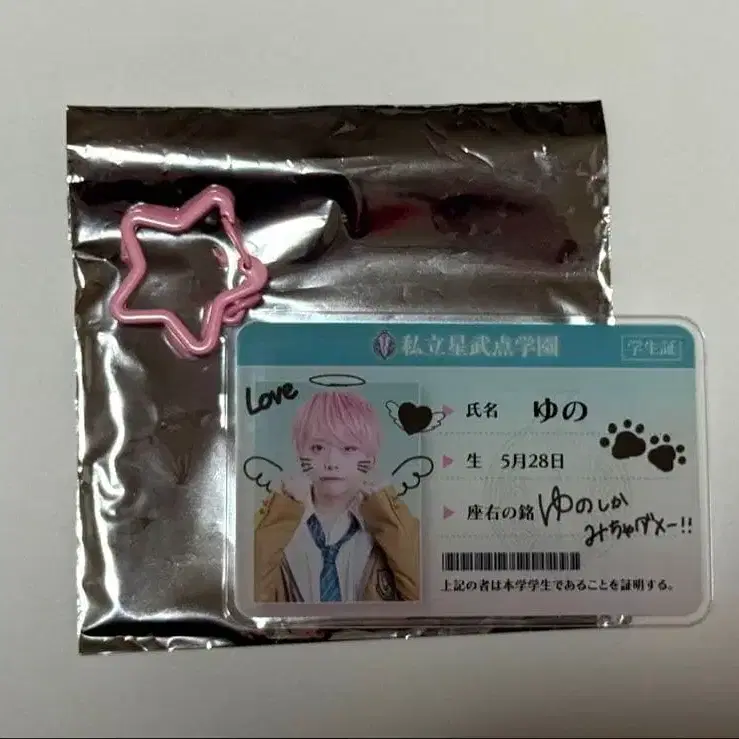 私立星武点学園
学生証
Love
氏名 ゆの
生 5月28日
座右の銘 ゆのしか
みちゃダメー!!
上記の者は本学学生であることを証明する。